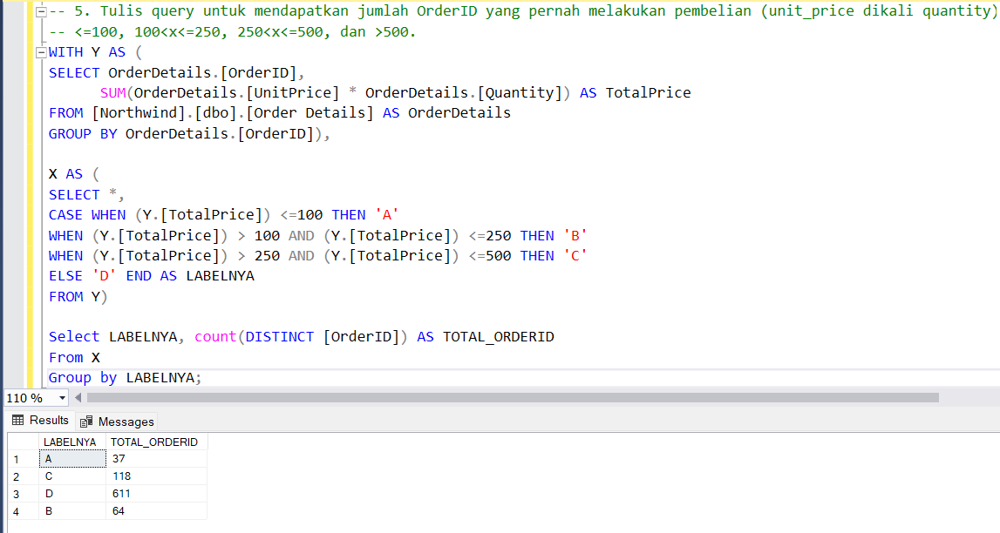 -- 5. Tulis query untuk mendapatkan jumlah OrderID yang pernah melakukan pembelian (unit_price dikali quantity)
-- <=100, 100<x<=250, 250<x<=500, dan >500.
WITH Y AS (
SELECT OrderDetails.[OrderID],
SUM(OrderDetails.[UnitPrice] * OrderDetails.[Quantity]) AS TotalPrice
FROM [Northwind].[dbo].[Order Details] AS OrderDetails
GROUP BY OrderDetails.[OrderID]),
X AS (
SELECT *,
CASE WHEN (Y.[TotalPrice]) <=100 THEN 'A'
WHEN (Y.[TotalPrice]) > 100 AND (Y.[TotalPrice]) <=250 THEN 'B'
WHEN (Y.[TotalPrice]) > 250 AND (Y.[TotalPrice]) <=500 THEN 'C'
ELSE 'D' END AS LABELNYA
FROM Y)
Select LABELNYA, count(DISTINCT [OrderID]) AS TOTAL_ORDERID
From X
Group by LABELNYA;
110 %
Results Messages
LABELNYA TOTAL_ORDERID
1 A 37
2 C 118
3 D 611
4 B 64